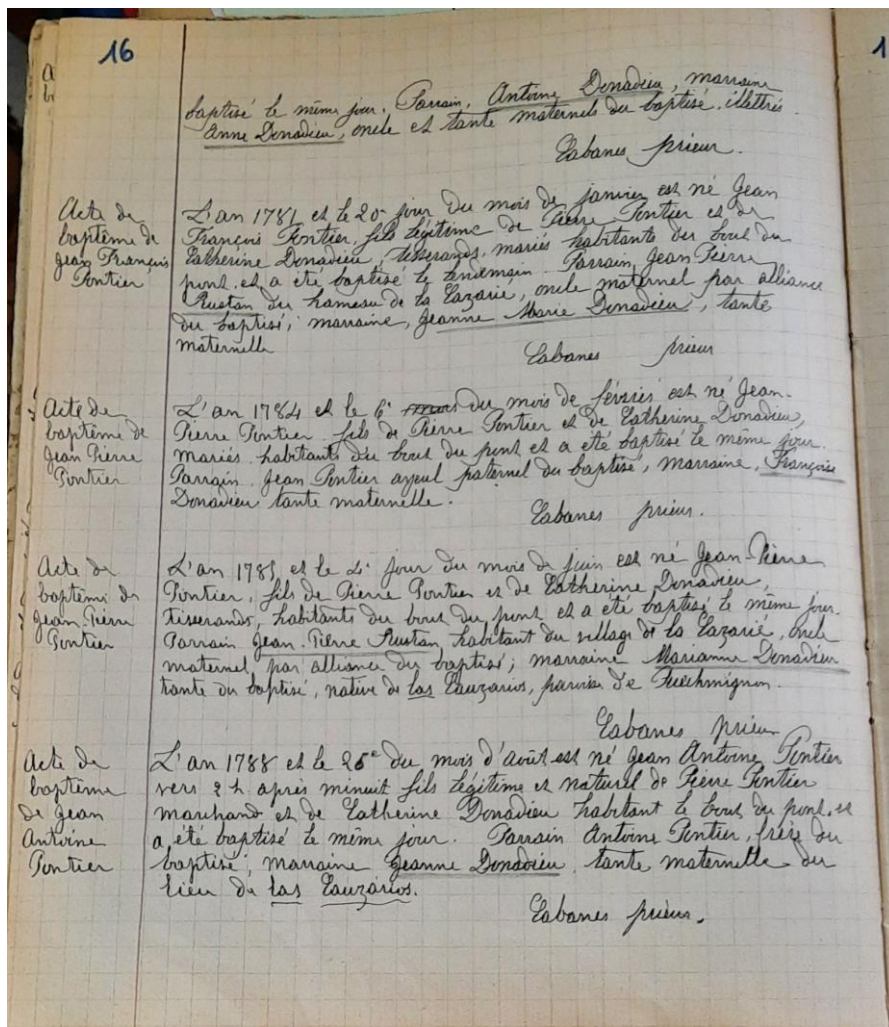 16
1
baptisé le même jour. Parrain, Antoine Donadieu, marraine
Anne Donadieu, oncle et tante maternels du baptisé. illettrés
Cabanes prieur.
Acte de
baptême de
Jean François
Pontier
L'an 1781 et le 20e jour du mois de janvier est né Jean
François Pontier, fils légitime de Pierre Pontier et de
Catherine Donadieu, tisserands, mariés habitants du bout du
pont et a été baptisé le lendemain. Parrain Jean Pierre
Rustan du hameau de la Cazarié, oncle maternel par alliance
du baptisé; marraine, Jeanne Marie Donadieu, tante
maternelle
Cabanes prieur
Acte de
baptême de
Jean Pierre
Pontier
L'an 1784 et le 6e du mois de février est né Jean-
Pierre Pontier. fils de Pierre Pontier et de Catherine Donadieu,
mariés habitants du bout du pont et a été baptisé le même jour.
Parrain Jean Pontier ayeul paternel du baptisé, marraine, Françoise
Donadieu tante maternelle.
Cabanes prieur.
Acte de
baptême de
Jean-Pierre
Pontier
L'an 1785 et le 4e jour du mois de juin est né Jean-Pierre
Pontier, fils de Pierre Pontier et de Catherine Donadieu,
tisserands, habitants du bout du pont et a été baptisé le même jour.
Parrain Jean-Pierre Rustan, habitant du village de la Cazarié, oncle
maternel, par alliance du baptisé; marraine Marianne Donadieu
tante du baptisé, native de las Cauzarios, paroisse de Puechmignon.
Cabanes prieur
Acte de
baptême
de Jean
Antoine
Pontier
L'an 1788 et le 26e du mois d'août est né Jean Antoine Pontier
vers 2 h. après minuit fils légitime et naturel de Pierre Pontier
marchand et de Catherine Donadieu habitant le bout du pont. et
a été baptisé le même jour. Parrain Antoine Pontier, frère du
baptisé; marraine Jeanne Donadieu, tante maternelle du
lieu de las Cauzarios.
Cabanes prieur.